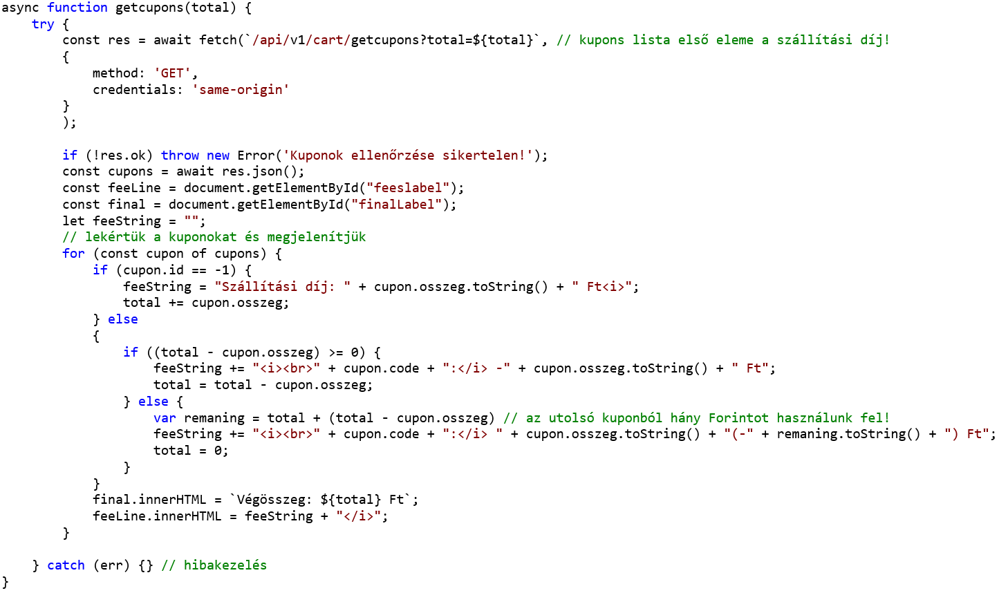 async function getcupons(total) {
    try {
        const res = await fetch(`/api/v1/cart/getcupons?total=${total}`, // kupons lista első eleme a szállítási díj!
        {
            method: 'GET',
            credentials: 'same-origin'
        }
        );

        if (!res.ok) throw new Error('Kuponok ellenőrzése sikertelen!');
        const cupons = await res.json();
        const feeLine = document.getElementById("feeslabel");
        const final = document.getElementById("finalLabel");
        let feeString = "";
        // lekértük a kuponokat és megjelenítjük
        for (const cupon of cupons) {
            if (cupon.id == -1) {
                feeString = "Szállítási díj: " + cupon.osszeg.toString() + " Ft<i>";
                total += cupon.osszeg;
            } else
            {
                if ((total - cupon.osszeg) >= 0) {
                    feeString += "<i><br>" + cupon.code + ":</i> -" + cupon.osszeg.toString() + " Ft";
                    total = total - cupon.osszeg;
                } else {
                    var remaning = total + (total - cupon.osszeg) // az utolsó kuponból hány Forintot használunk fel!
                    feeString += "<i><br>" + cupon.code + ":</i> " + cupon.osszeg.toString() + "(-" + remaning.toString() + ") Ft";
                    total = 0;
                }
            }
            final.innerHTML = `Végösszeg: ${total} Ft`;
            feeLine.innerHTML = feeString + "</i>";
        }

    } catch (err) {} // hibakezelés
}